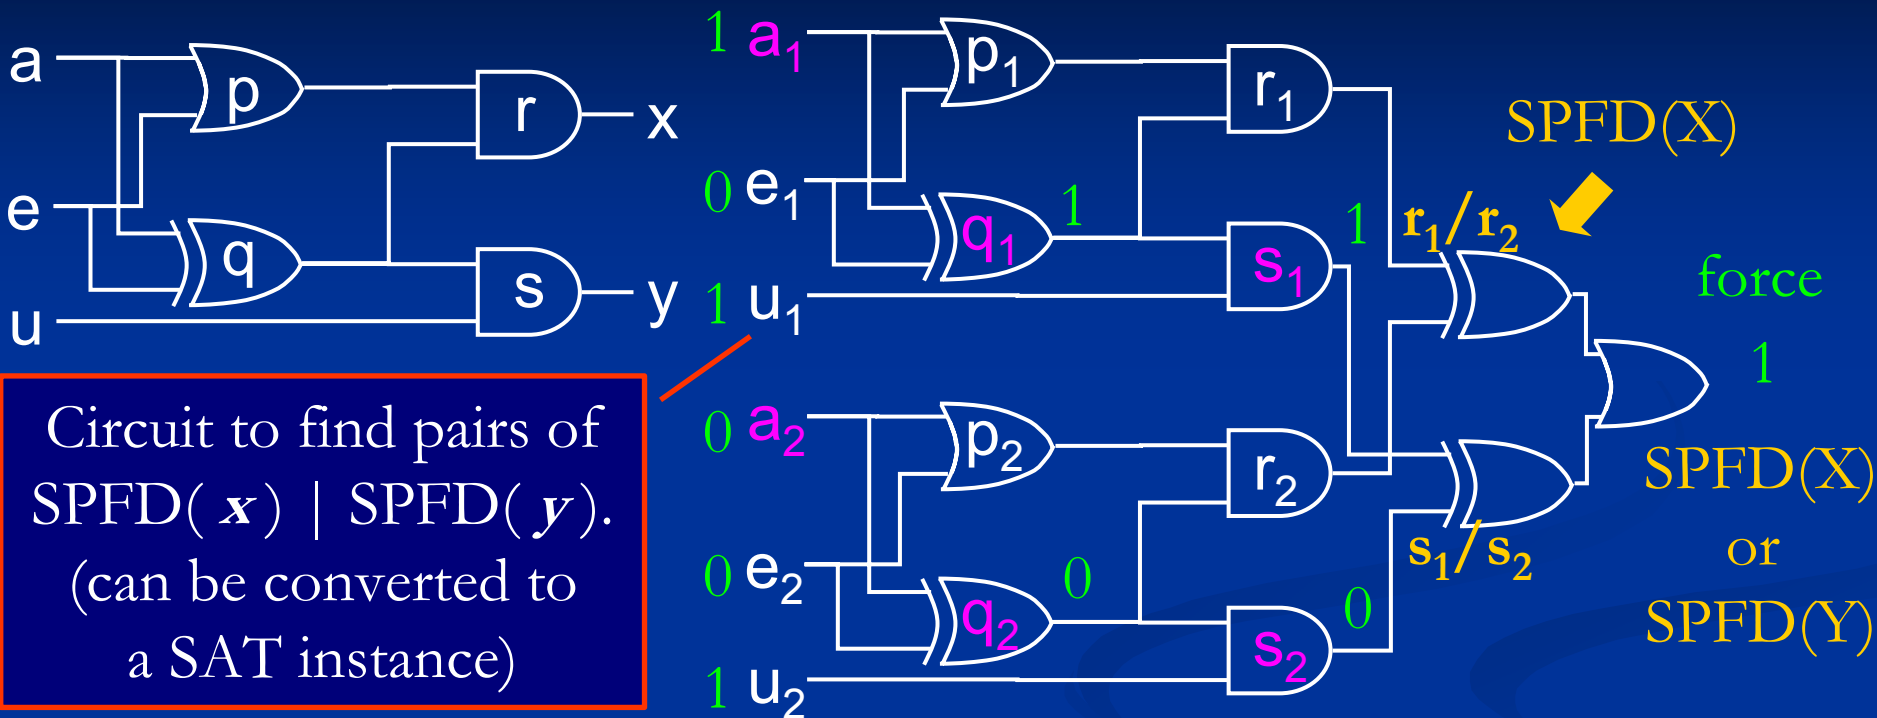 a
p
r
x
e
q
s
y
u
1 a1
p1
r1
SPFD(X)
0 e1
1
q1
s1
1
r1/r2
force
1 u1
1
Circuit to find pairs of
SPFD( x) | SPFD( y).
(can be converted to
a SAT instance)
0 a2
p2
r2
SPFD(X)
or
SPFD(Y)
s1/s2
0 e2
0
q2
s2
0
1 u2